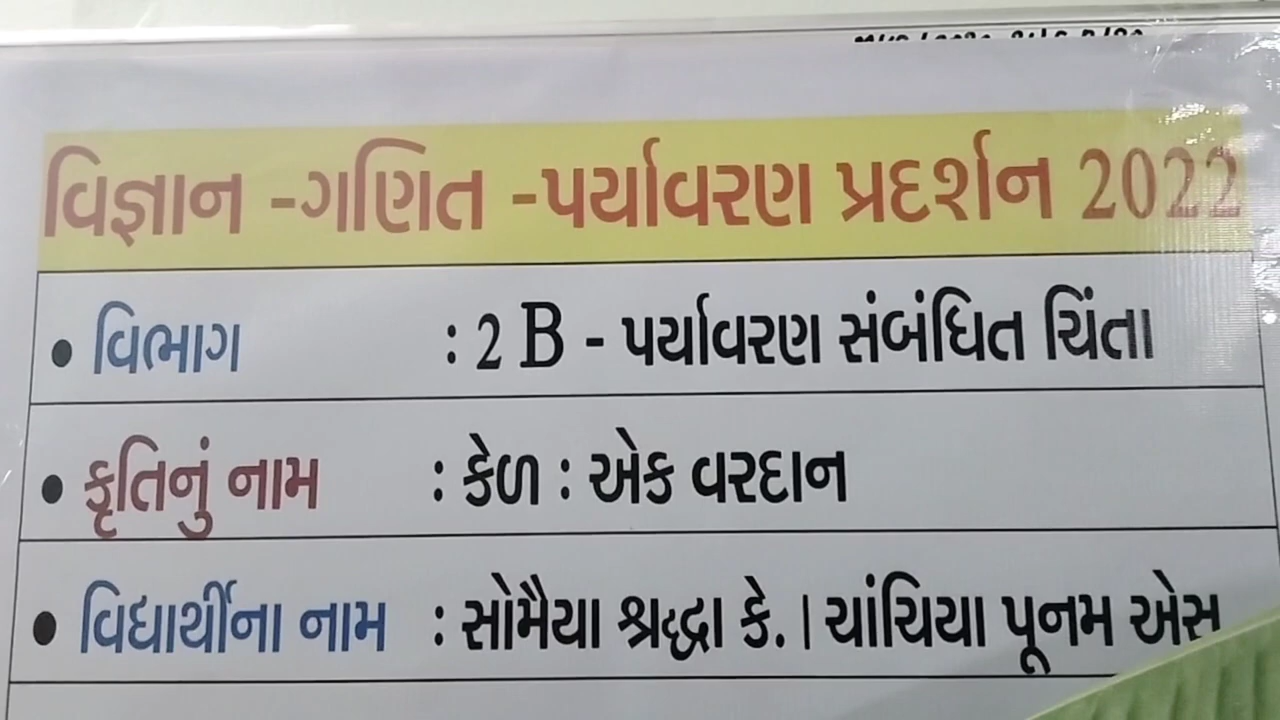 વિજ્ઞાન -ગણિત -પર્યાવરણ પ્રદર્શન 2022
• વિભાગ : 2 B - પર્યાવરણ સંબંધિત ચિંતા
• કૃતિનું નામ : કેળ : એક વરદાન
• વિદ્યાર્થીના નામ : સોમૈયા શ્રદ્ધા કે. | ચાંચિયા પૂનમ એસ